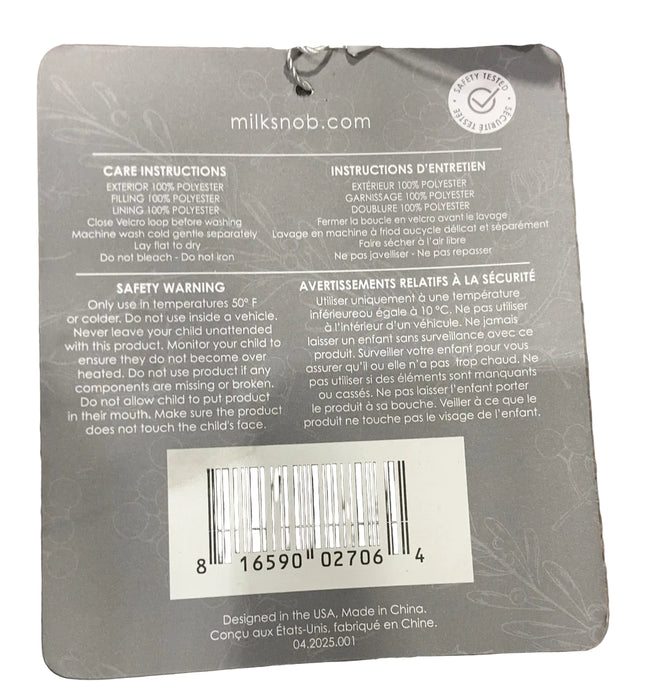 SAFETY TESTED
SÉCURITÉ TESTÉE
milksnob.com
CARE INSTRUCTIONS
EXTERIOR 100% POLYESTER
FILLING 100% POLYESTER
LINING 100% POLYESTER
Close Velcro loop before washing
Machine wash cold gentle separately
Lay flat to dry
Do not bleach - Do not iron
INSTRUCTIONS D'ENTRETIEN
EXTÉRIEUR 100% POLYESTER
GARNISSAGE 100% POLYESTER
DOUBLURE 100% POLYESTER
Fermer la boucle en velcro avant le lavage
Lavage en machine à friod aucycle délicat et séparément
Faire sécher à l'air libre
Ne pas javelliser - Ne pas repasser
SAFETY WARNING
Only use in temperatures 50° F
or colder. Do not use inside a vehicle.
Never leave your child unattended
with this product. Monitor your child to
ensure they do not become over
heated. Do not use product if any
components are missing or broken.
Do not allow child to put product
in their mouth. Make sure the product
does not touch the child's face.
AVERTISSEMENTS RELATIFS À LA SÉCURITÉ
Utiliser uniquement à une température
inférieureou égale à 10 °C. Ne pas utiliser
à l'intérieur d'un véhicule. Ne jamais
laisser un enfant sans surveillance avec ce
produit. Surveiller votre enfant pour vous
assurer qu'il ou elle n'a pas trop chaud. Ne
pas utiliser si des éléments sont manquants
ou cassés. Ne pas laisser l'enfant porter
le produit à sa bouche. Veiller à ce que le
produit ne touche pas le visage de l'enfant.
8 16590 02706 4
Designed in the USA, Made in China.
Conçu aux États-Unis, fabriqué en Chine.
04.2025.001